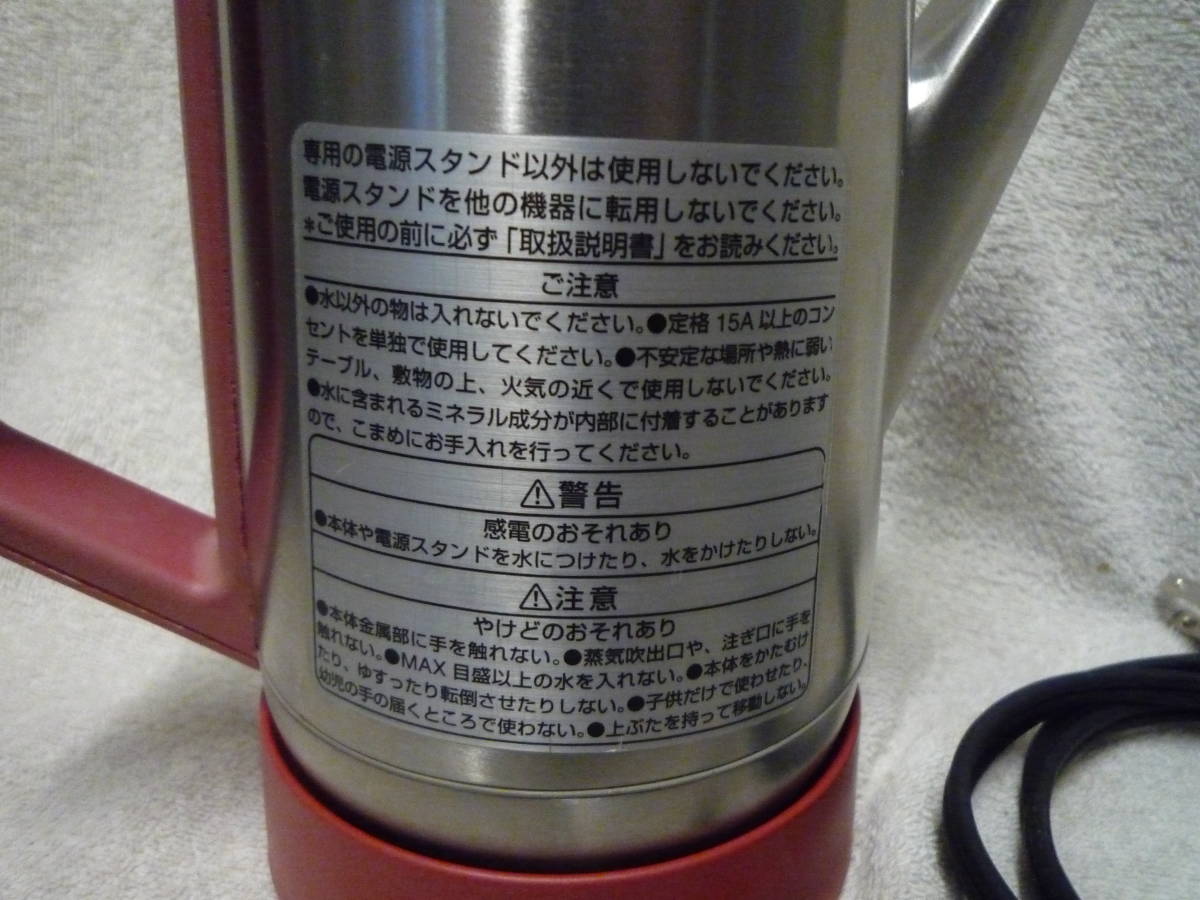 専用の電源スタンド以外は使用しないでください。
電源スタンドを他の機器に転用しないでください。
*ご使用の前に必ず「取扱説明書」をお読みください。
ご注意
●水以外の物は入れないでください。●定格15A以上のコン
セントを単独で使用してください。●不安定な場所や熱に弱い
テーブル、敷物の上、火気の近くで使用しないでください。
●水に含まれるミネラル成分が内部に付着することがあります
ので、こまめにお手入れを行ってください。
⚠警告
感電のおそれあり
●本体や電源スタンドを水につけたり、水をかけたりしない。
⚠注意
やけどのおそれあり
●本体金属部に手を触れない。●蒸気吹出口や、注ぎ口に手を
触れない。●MAX目盛以上の水を入れない。●本体をかたむけ
たり、ゆすったり転倒させたりしない。●子供だけで使わせたり、
幼児の手の届くところで使わない。●上ぶたを持って移動しない。